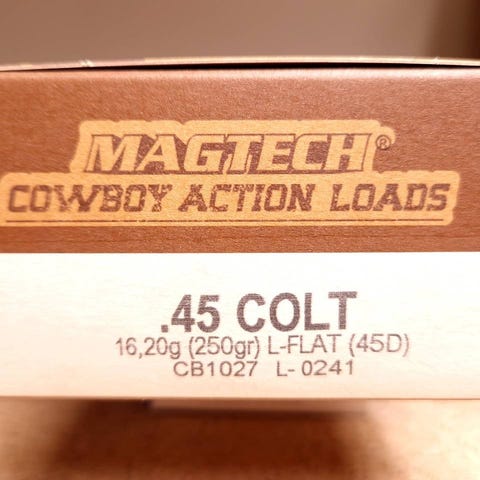 MAGTECH®
COWBOY ACTION LOADS
.45 COLT
16,20g (250gr) L-FLAT (45D)
CB1027 L- 0241